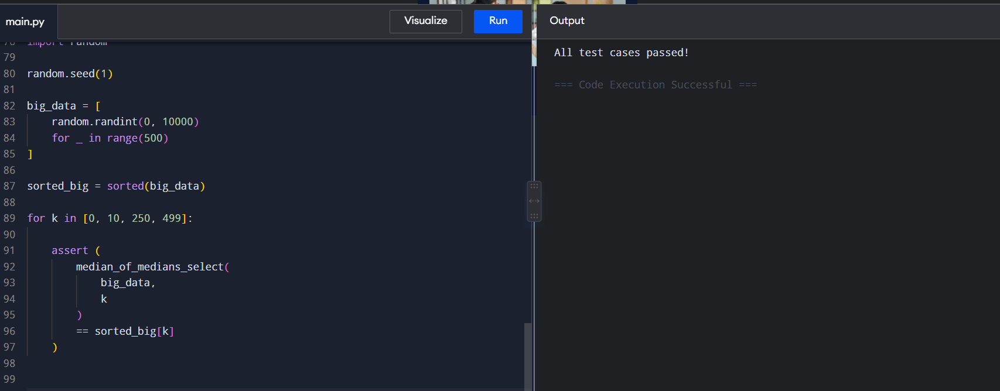 main.py
Visualize
Run
Output
78 import random
79
80 random.seed(1)
81
82 big_data = [
83     random.randint(0, 10000)
84     for _ in range(500)
85 ]
86
87 sorted_big = sorted(big_data)
88
89 for k in [0, 10, 250, 499]:
90
91     assert (
92         median_of_medians_select(
93             big_data,
94             k
95         )
96         == sorted_big[k]
97     )
98
99
All test cases passed!
=== Code Execution Successful ===